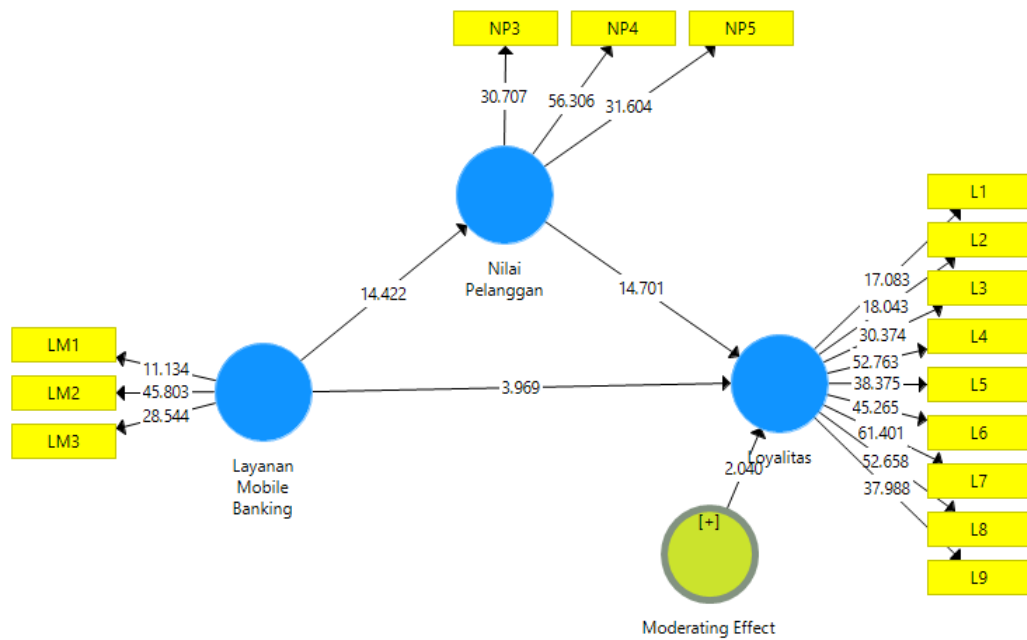 NP3
NP4
NP5
30.707
56.306
31.604
Nilai
Pelanggan
14.422
14.701
LM1
LM2
LM3
11.134
45.803
28.544
Layanan
Mobile
Banking
3.969
L1
L2
L3
L4
L5
L6
L7
L8
L9
17.083
18.043
30.374
52.763
38.375
45.265
61.401
52.658
37.988
Loyalitas
2.040
[+]
Moderating Effect